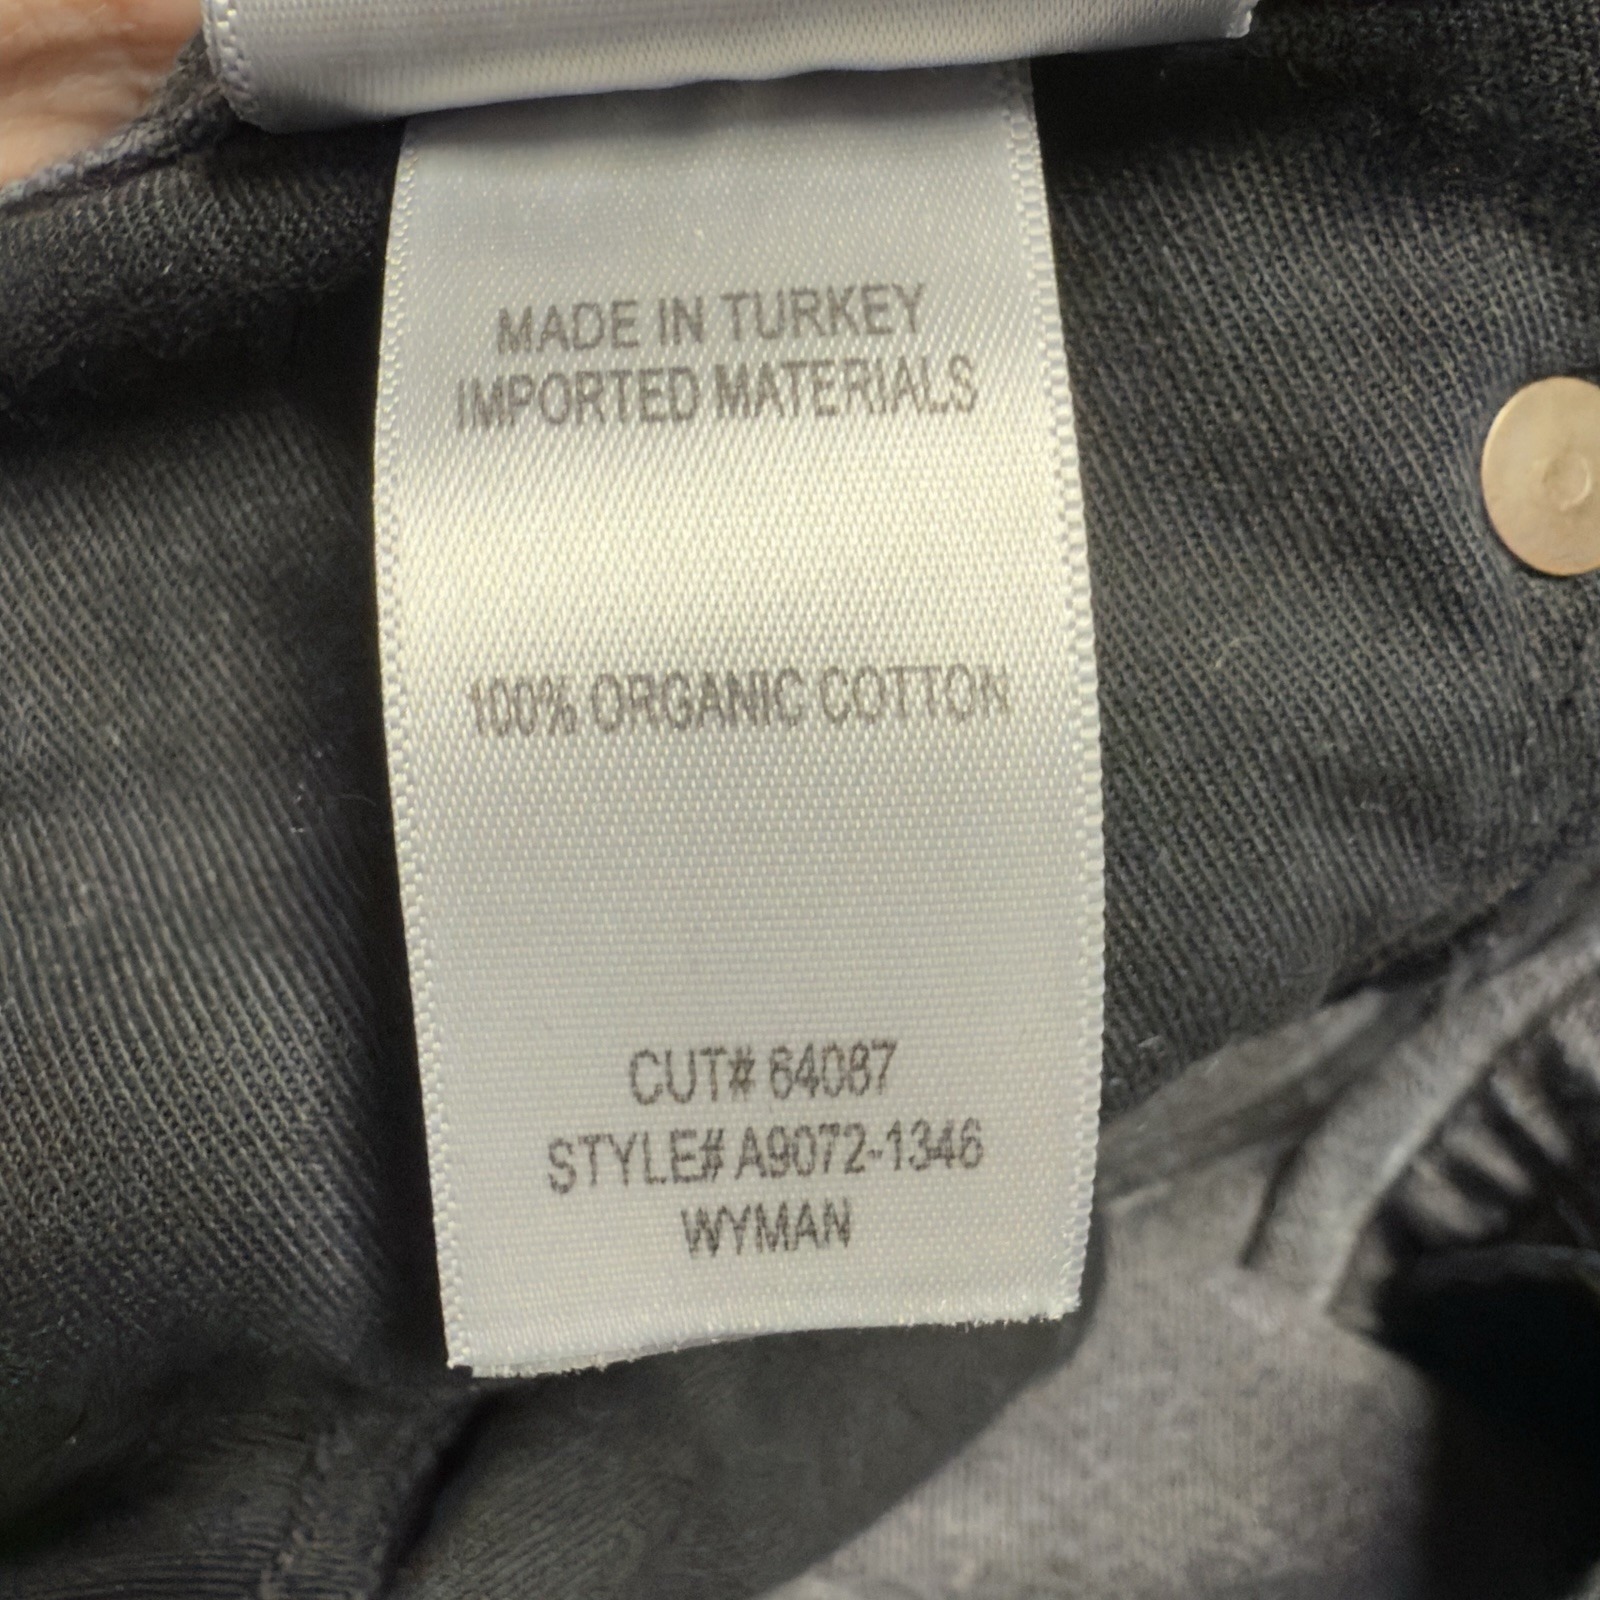 MADE IN TURKEY
IMPORTED MATERIALS
100% ORGANIC COTTON
CUT# 64087
STYLE# A9072-1346
WYMAN